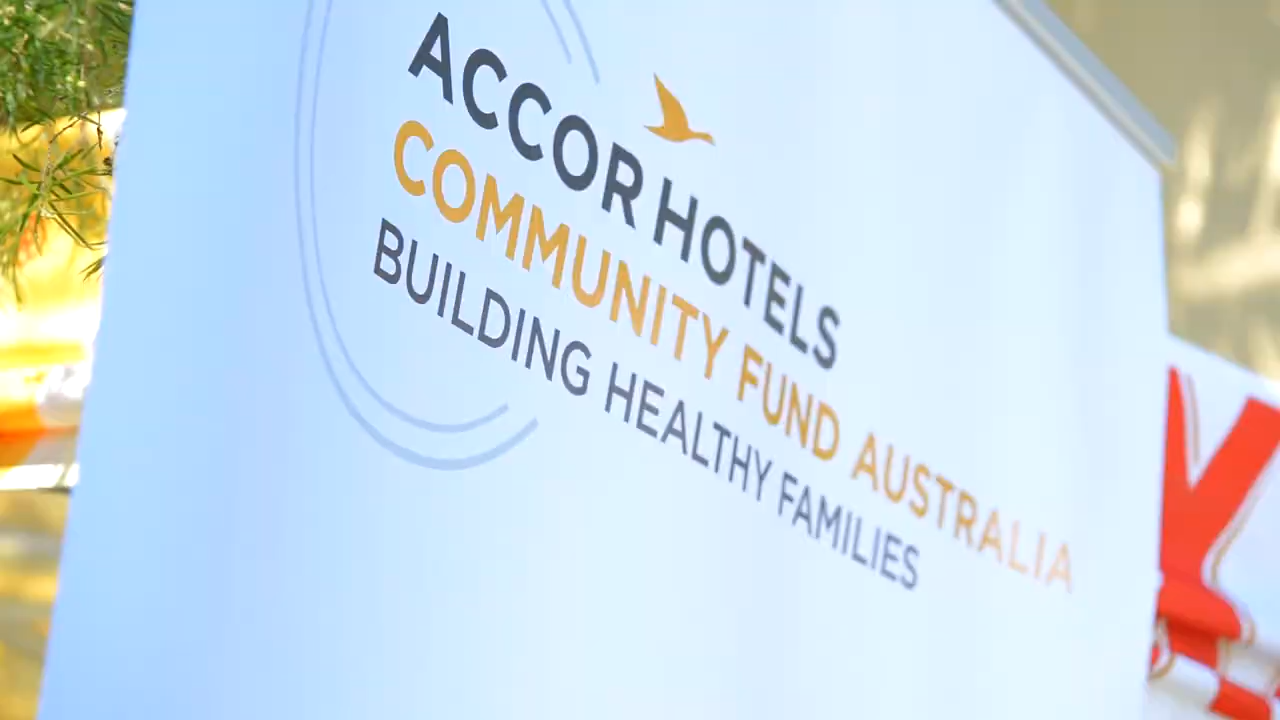 ACCOR HOTELS
COMMUNITY FUND AUSTRALIA
BUILDING HEALTHY FAMILIES